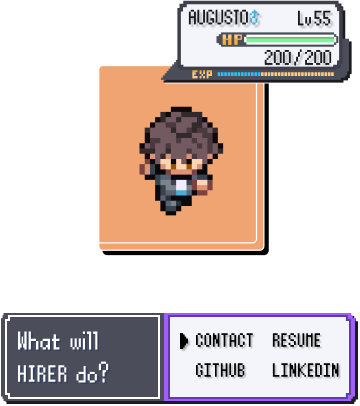 AUGUSTO♂ Lv55
HP
200/200
EXP
What will
HIRER do?
CONTACT RESUME
GITHUB LINKEDIN